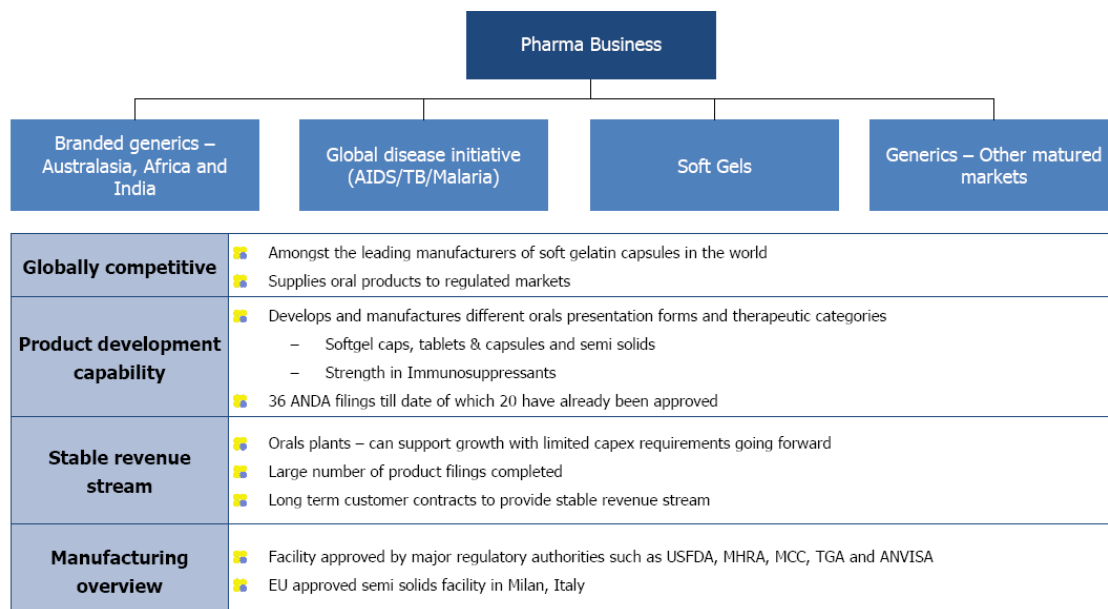 Pharma Business
Branded generics –
Australasia, Africa and
India
Global disease initiative
(AIDS/TB/Malaria)
Soft Gels
Generics – Other matured
markets
Globally competitive
Amongst the leading manufacturers of soft gelatin capsules in the world
Supplies oral products to regulated markets
Product development
capability
Develops and manufactures different orals presentation forms and therapeutic categories
– Softgel caps, tablets & capsules and semi solids
– Strength in Immunosuppressants
36 ANDA filings till date of which 20 have already been approved
Stable revenue
stream
Orals plants – can support growth with limited capex requirements going forward
Large number of product filings completed
Long term customer contracts to provide stable revenue stream
Manufacturing
overview
Facility approved by major regulatory authorities such as USFDA, MHRA, MCC, TGA and ANVISA
EU approved semi solids facility in Milan, Italy